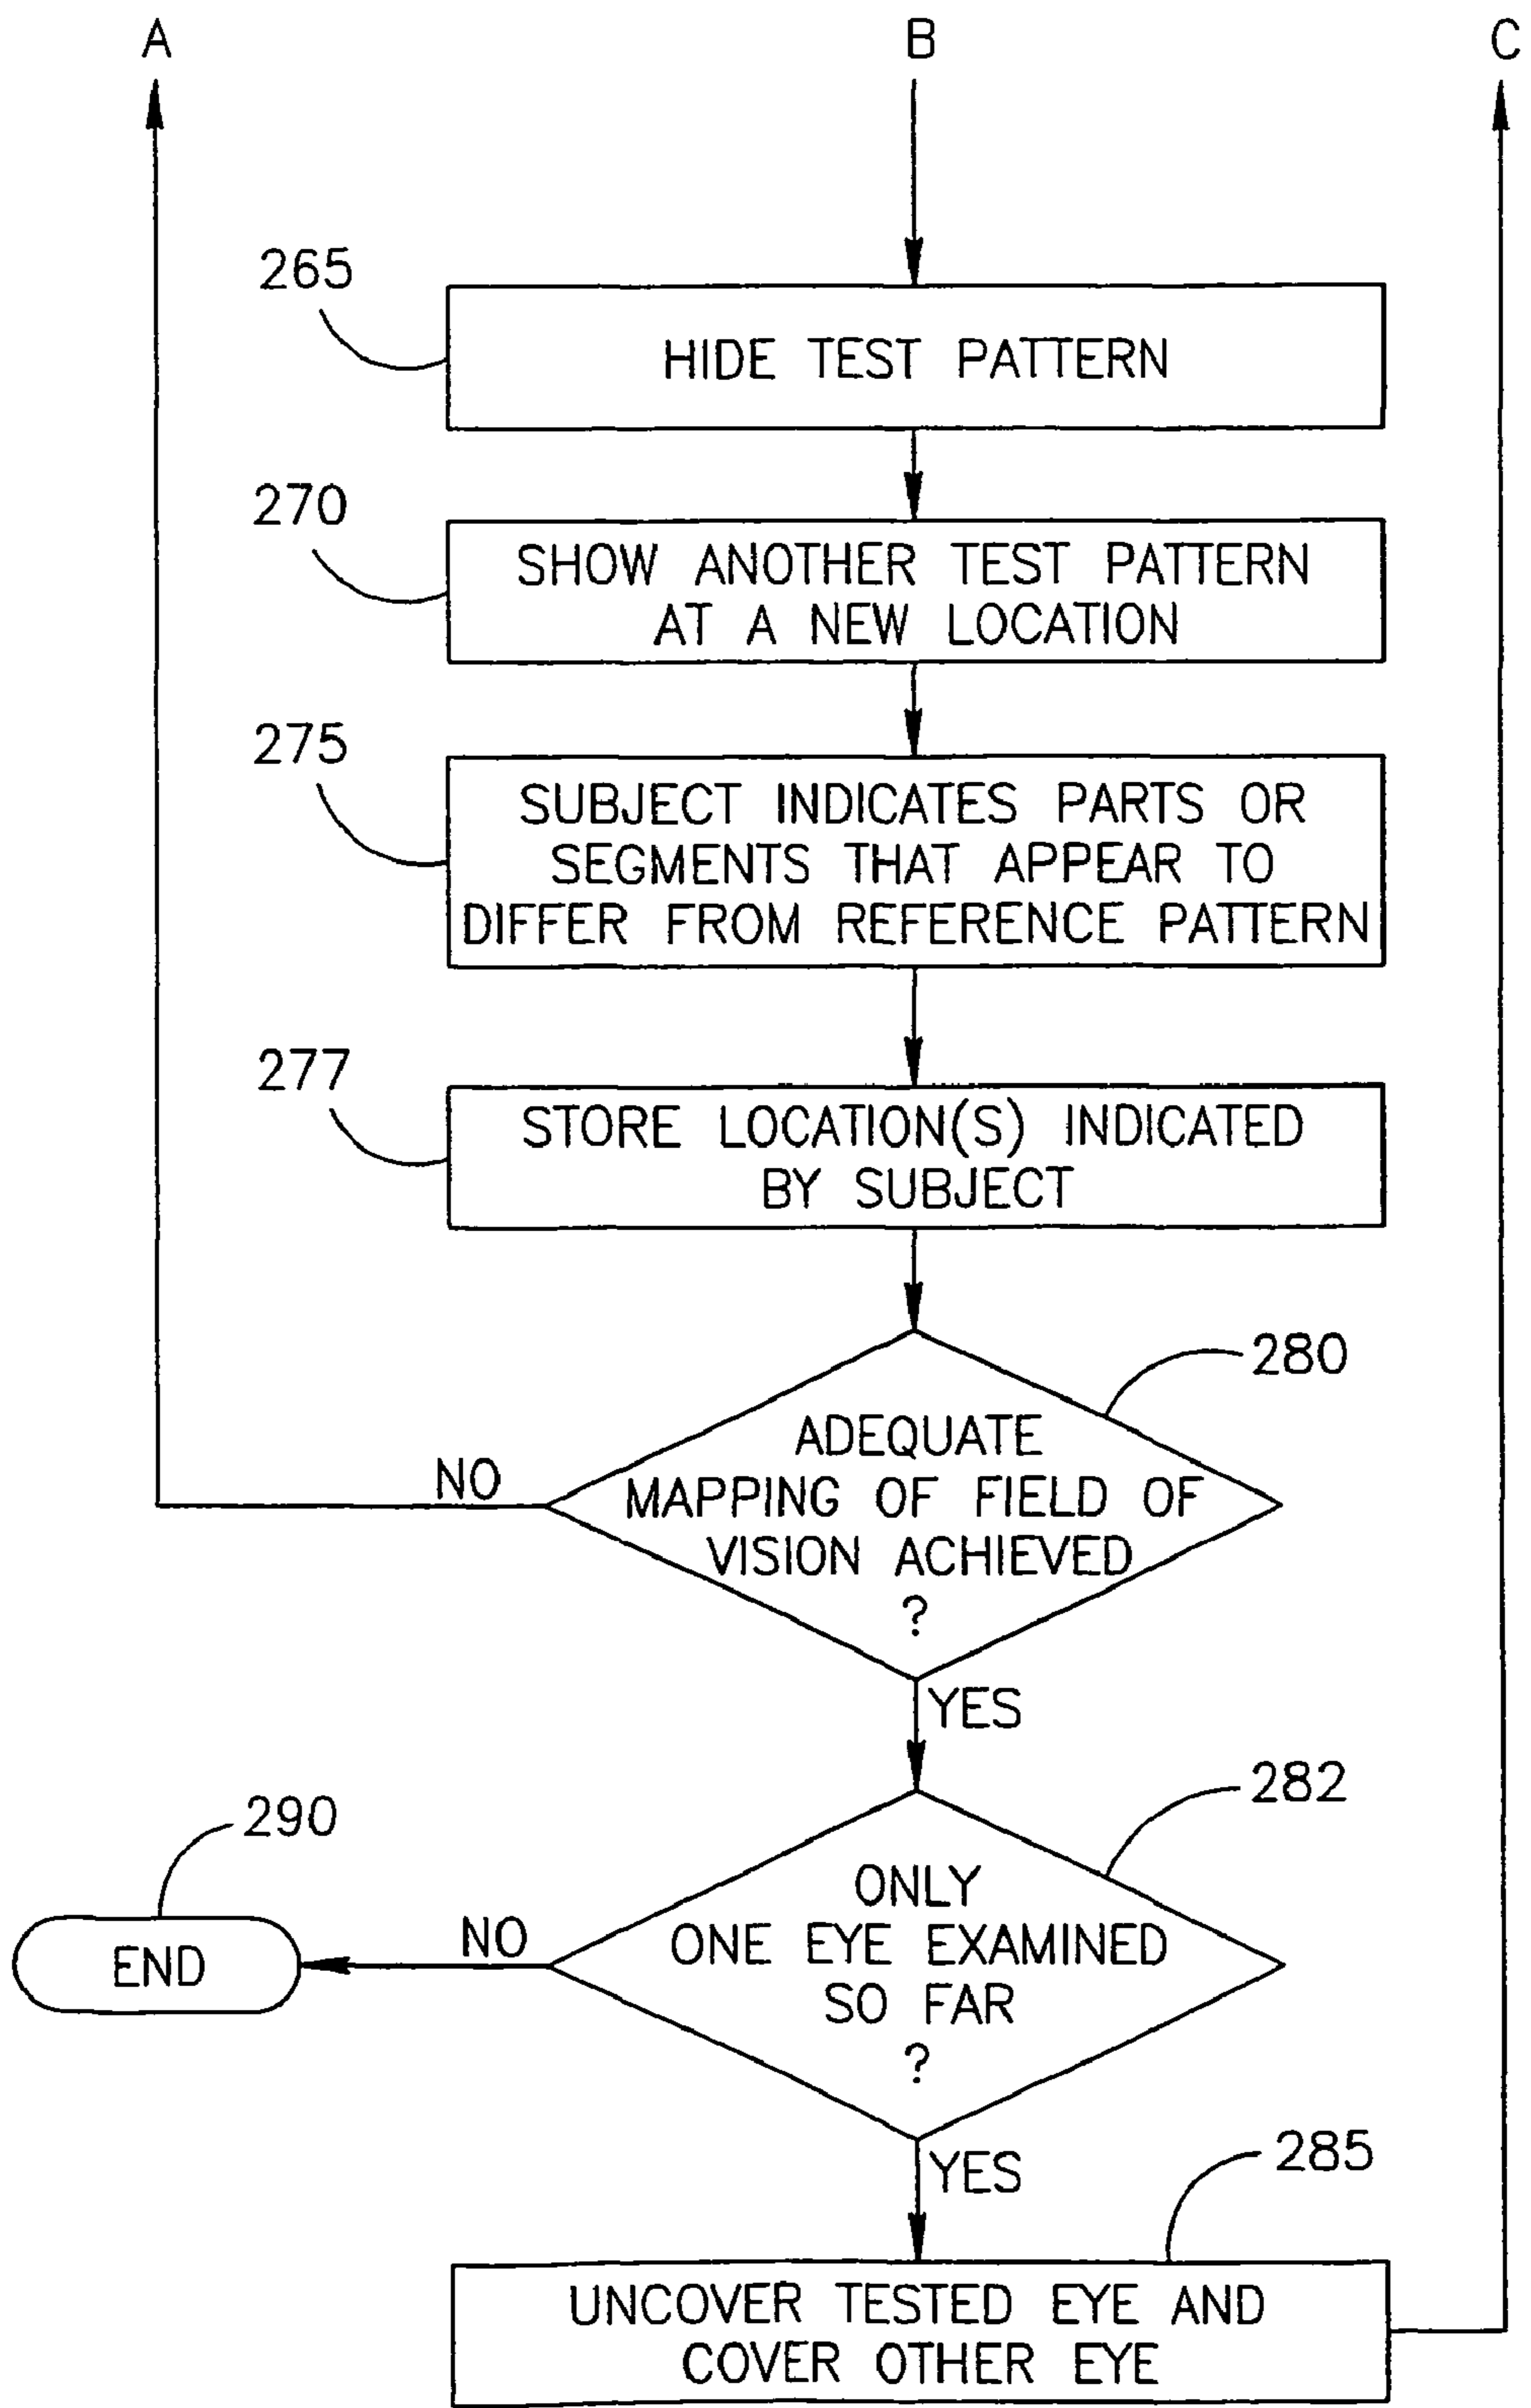 A
B
C
265
HIDE TEST PATTERN
270
SHOW ANOTHER TEST PATTERN
AT A NEW LOCATION
275
SUBJECT INDICATES PARTS OR
SEGMENTS THAT APPEAR TO
DIFFER FROM REFERENCE PATTERN
277
STORE LOCATION(S) INDICATED
BY SUBJECT
280
ADEQUATE
MAPPING OF FIELD OF
VISION ACHIEVED
?
NO
YES
282
290
ONLY
ONE EYE EXAMINED
SO FAR
?
NO
END
YES
285
UNCOVER TESTED EYE AND
COVER OTHER EYE